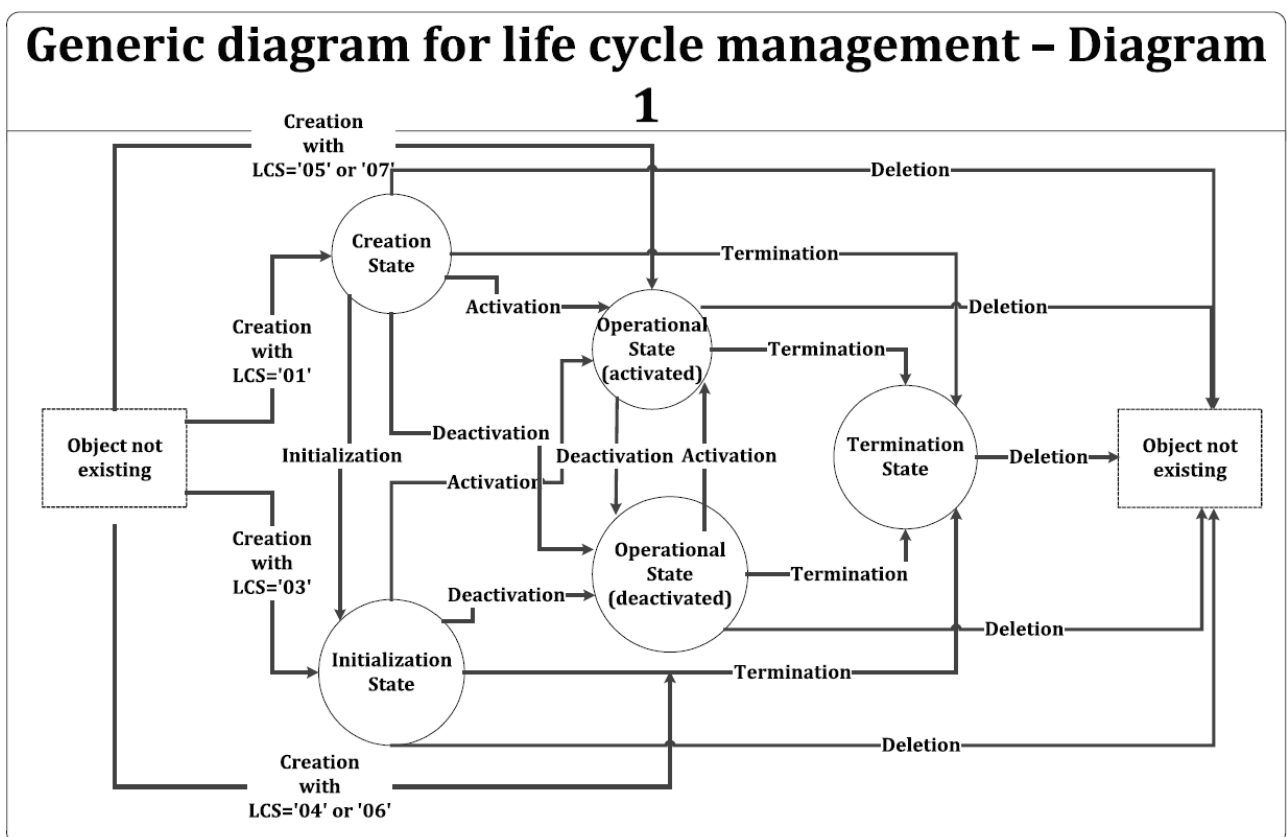 Generic diagram for life cycle management – Diagram
1
Creation
with
LCS='05' or '07'
Deletion
Creation
State
Termination
Activation
Deletion
Operational
State
(activated)
Termination
Creation
with
LCS='01'
Object not
existing
Initialization
Deactivation
Activation
Deactivation
Activation
Termination
State
Deletion
Object not
existing
Creation
with
LCS='03'
Operational
State
(deactivated)
Termination
Deactivation
Deletion
Initialization
State
Termination
Deletion
Creation
with
LCS='04' or '06'